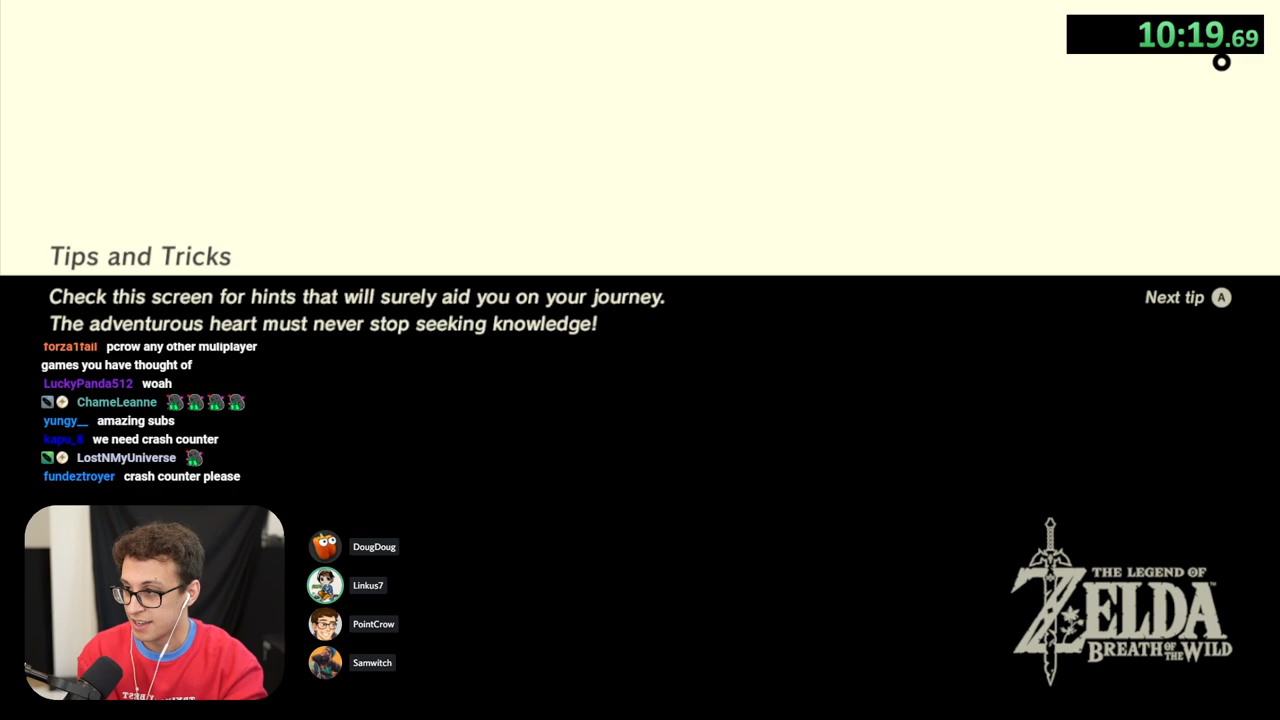 10:19.69
Tips and Tricks
Check this screen for hints that will surely aid you on your journey.
The adventurous heart must never stop seeking knowledge!
Next tip A
forza1fail pcrow any other muliplayer
games you have thought of
LuckyPanda512 woah
ChameLeanne
yungy__ amazing subs
we need crash counter
LostNMyUniverse
fundeztroyer crash counter please
DougDoug
Linkus7
PointCrow
Samwitch
THE LEGEND OF
ZELDA
BREATH OF THE WILD